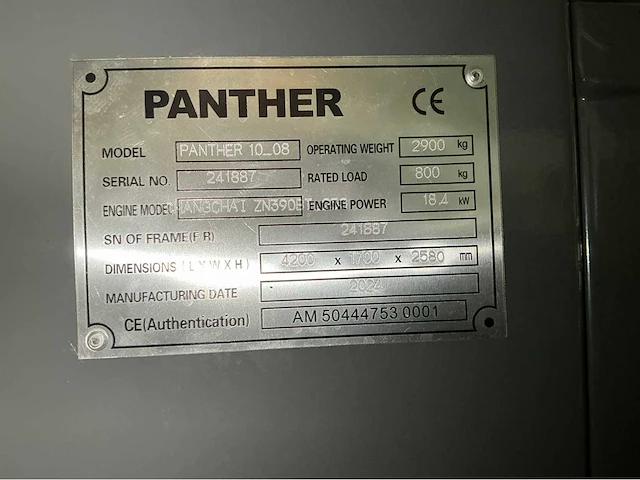 PANTHER CE
MODEL PANTHER 10_08 OPERATING WEIGHT 2900 kg
SERIAL NO. 241887 RATED LOAD 800 kg
ENGINE MODEL ENGINE POWER 18.4 kW
SN OF FRAME(F R) 241887
DIMENSIONS ( L X W X H ) 4200 x 1700 x 2580 mm
MANUFACTURING DATE 2024
CE(Authentication) AM 50444753 0001